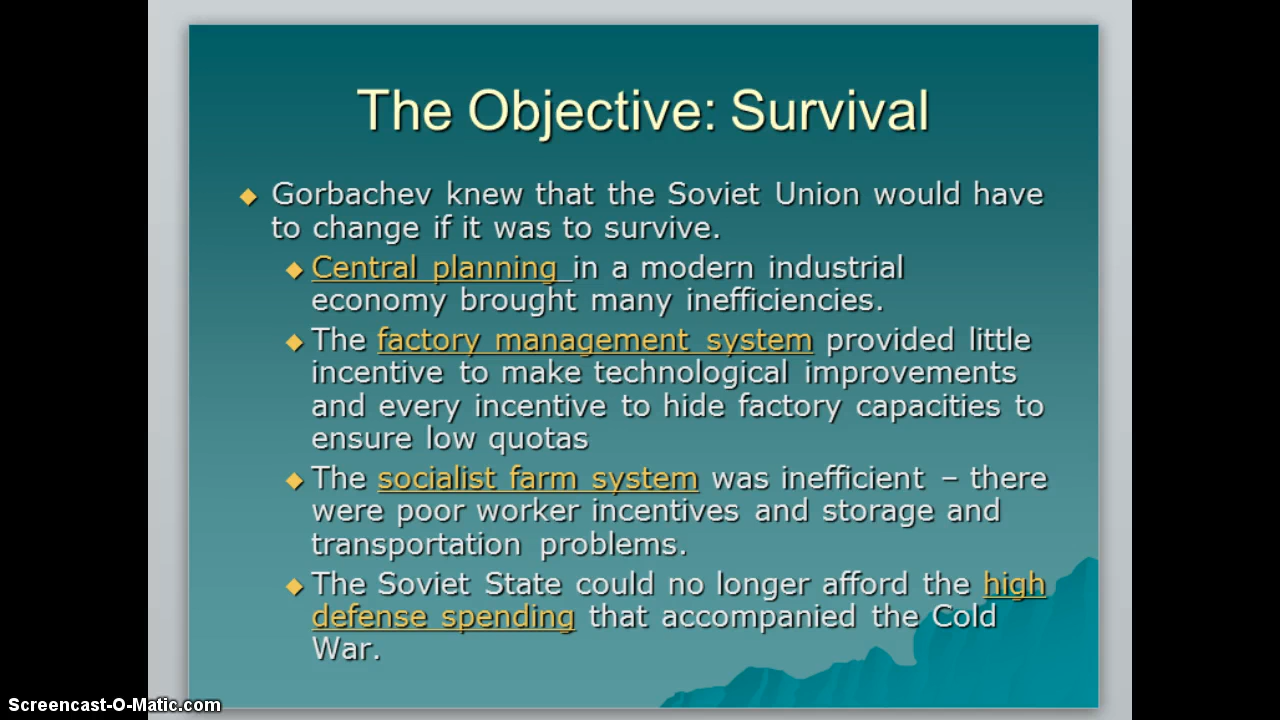 The Objective: Survival
Gorbachev knew that the Soviet Union would have
to change if it was to survive.
Central planning in a modern industrial
economy brought many inefficiencies.
The factory management system provided little
incentive to make technological improvements
and every incentive to hide factory capacities to
ensure low quotas
The socialist farm system was inefficient – there
were poor worker incentives and storage and
transportation problems.
The Soviet State could no longer afford the high
defense spending that accompanied the Cold
War.
Screencast-O-Matic.com